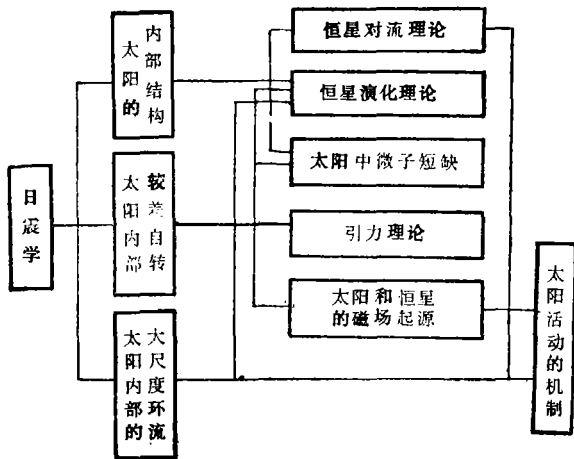 日震学
太阳的
内部结构
太阳内部
较差自转
太阳内部的
大尺度环流
恒星对流理论
恒星演化理论
太阳中微子短缺
引力理论
太阳和恒星
的磁场起源
太阳活动的机制